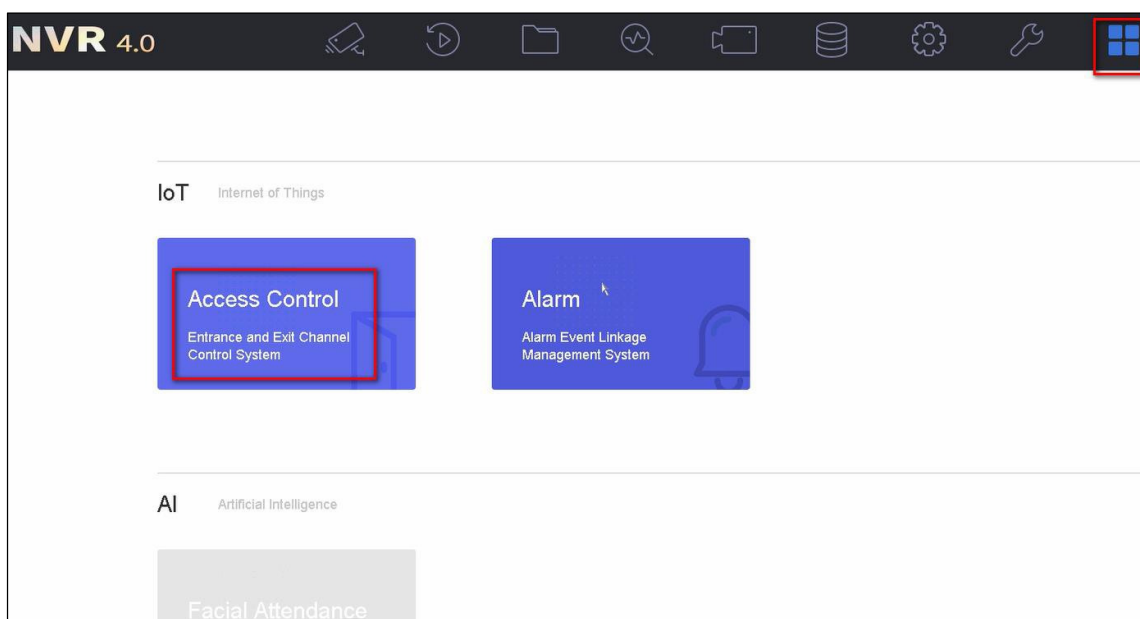 NVR 4.0
IoT Internet of Things
Access Control
Entrance and Exit Channel
Control System
Alarm
Alarm Event Linkage
Management System
AI Artificial Intelligence
Facial Attendance